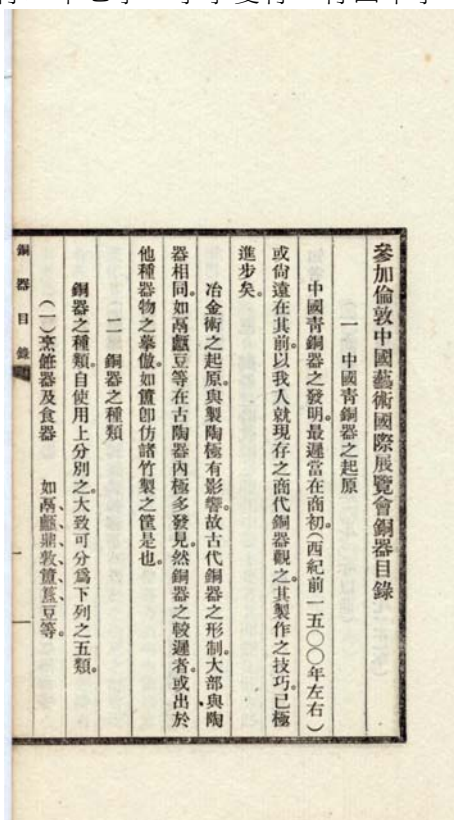 參加倫敦中國藝術國際展覽會銅器目錄
一　中國青銅器之起原
中國青銅器之發明。最遲當在商初（西紀前一五〇〇年左右）
或尙遠在其前。以我人就現存之商代銅器觀之。其製作之技巧。已極
進步矣。
冶金術之起原。與製陶極有影響。故古代銅器之形制。大部與陶
器相同。如鬲甗豆等在古陶器內極多發見。然銅器之較遲者。或出於
他種器物之摹倣。如簠卽仿諸竹製之筐是也。
二　銅器之種類
銅器之種類。自使用上分別之。大致可分爲下列之五類。
（一）烹飪器及食器　如鬲、甗、鼎、敦、簠、簋、豆等。
銅器目錄　一